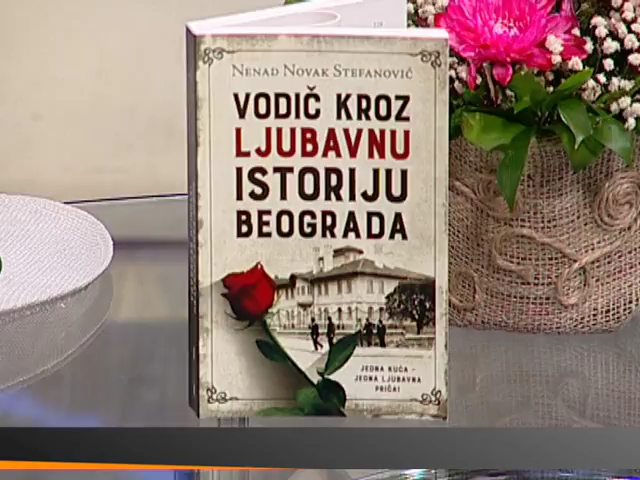 Nenad Novak Stefanović
VODIČ KROZ
LJUBAVNU
ISTORIJU
BEOGRADA
JEDNA KUĆA -
JEDNA LJUBAVNA
PRIČA!